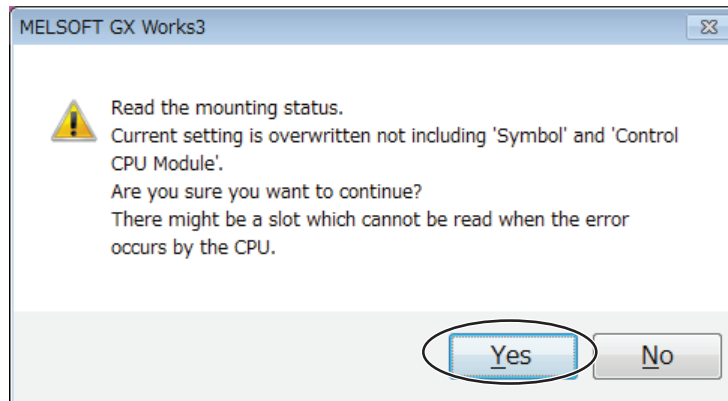 MELSOFT GX Works3
Read the mounting status.
Current setting is overwritten not including 'Symbol' and 'Control
CPU Module'.
Are you sure you want to continue?
There might be a slot which cannot be read when the error
occurs by the CPU.
Yes No